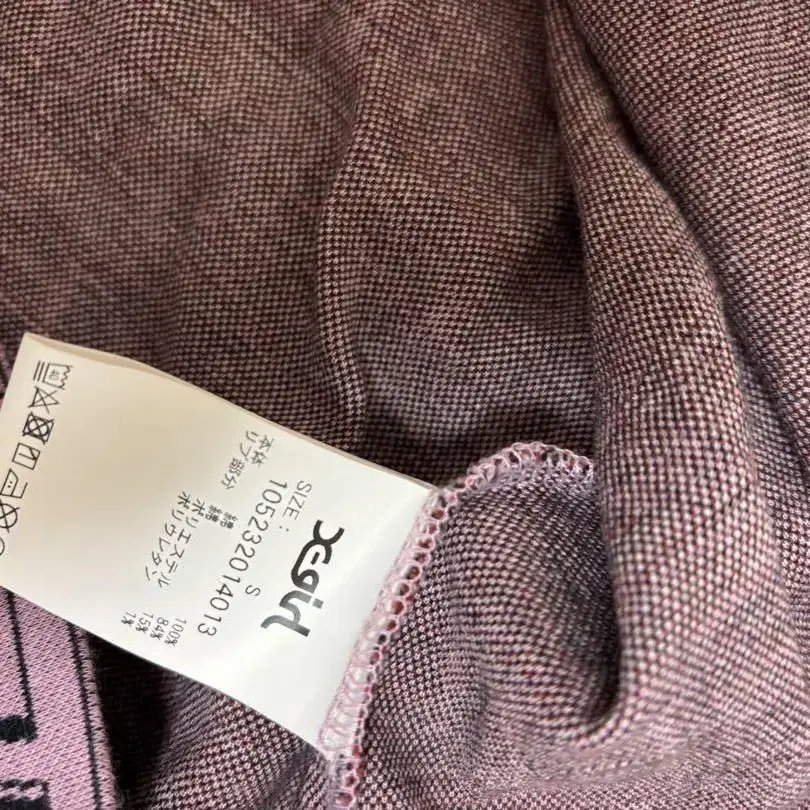 X-girl
105232014013
SIZE: S
本体 綿 100%
リブ部分 綿 84%
ポリエステル 15%
ポリウレタン 1%
40